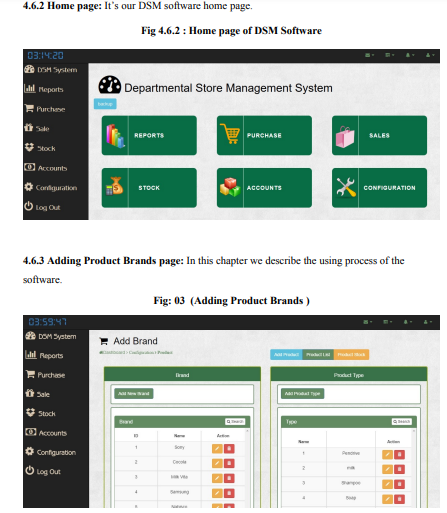 4.6.2 Home page: It's our DSM software home page.
Fig 4.6.2 : Home page of DSM Software
03:14:20
DSM System
Reports
Purchase
Sale
Stock
Accounts
Configuration
Log Out
Departmental Store Management System
REPORTS
PURCHASE
SALES
STOCK
ACCOUNTS
CONFIGURATION
4.6.3 Adding Product Brands page: In this chapter we describe the using process of the
software.
Fig: 03 (Adding Product Brands )
03:59:47
DSM System
Reports
Purchase
Sale
Stock
Accounts
Configuration
Log Out
Add Brand
Dashboard > Configuration > Product
Add Product
Product List
Product Stock
Brand
Add New Brand
Brand
Search
ID Name Action
1 Sony
2 Cocola
3 Milk Vita
4 Samsung
Product Type
Add Product Type
Type
Search
Name Action
1
2 milk
3 Shampoo
4 Soap